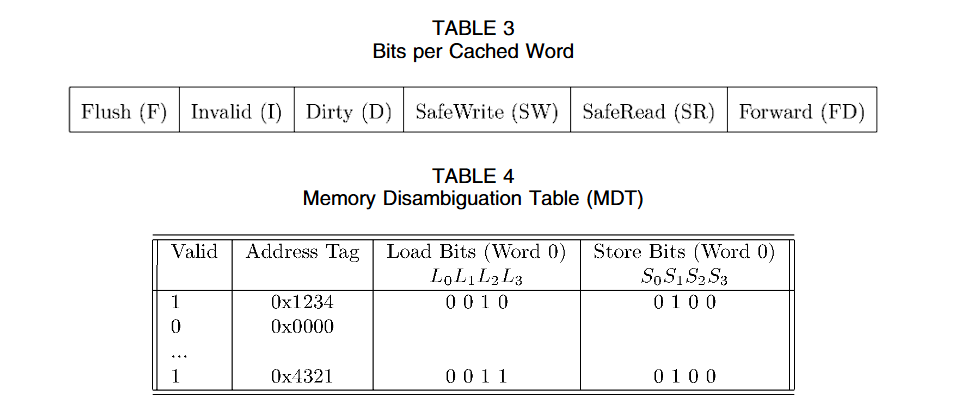 TABLE 3
Bits per Cached Word
Flush (F) Invalid (I) Dirty (D) SafeWrite (SW) SafeRead (SR) Forward (FD)
TABLE 4
Memory Disambiguation Table (MDT)
Valid Address Tag Load Bits (Word 0) Store Bits (Word 0)
L₀L₁L₂L₃ S₀S₁S₂S₃
1 0x1234 0 0 1 0 0 1 0 0
0 0x0000
...
1 0x4321 0 0 1 1 0 1 0 0